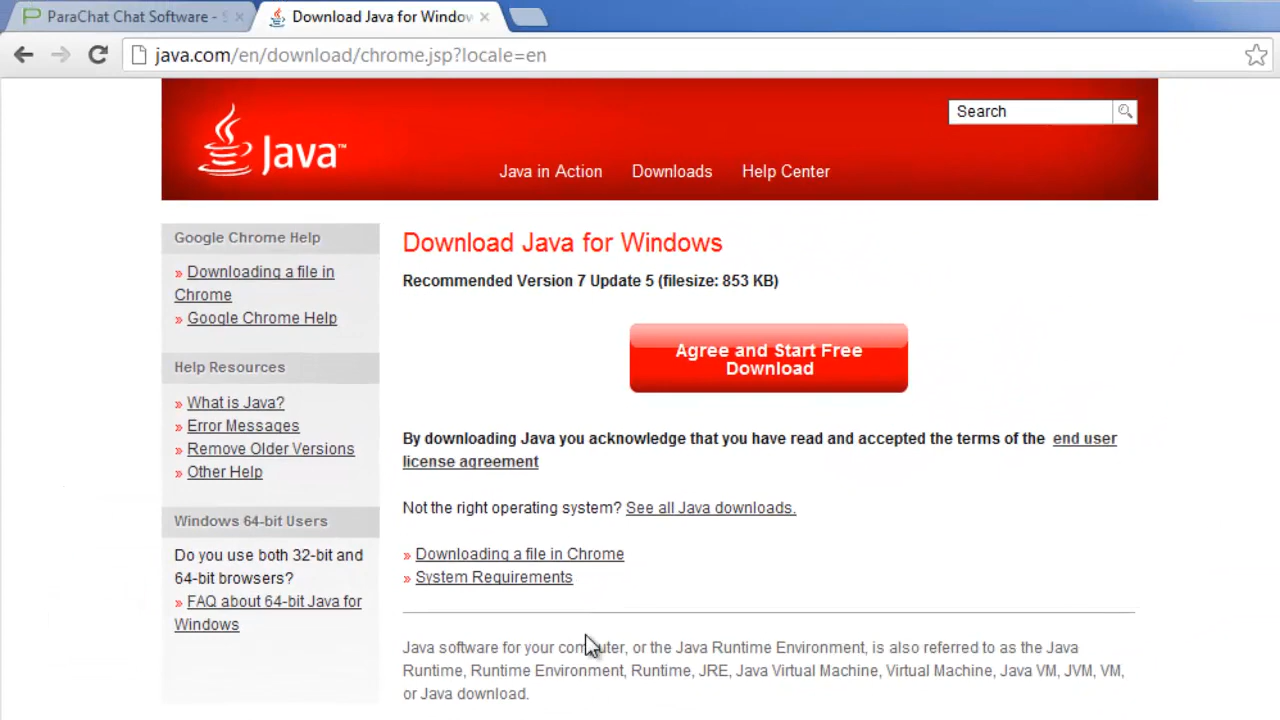 ParaChat Chat Software -
Download Java for Window
java.com/en/download/chrome.jsp?locale=en
Java™
Search
Java in Action
Downloads
Help Center
Google Chrome Help
» Downloading a file in
Chrome
» Google Chrome Help
Help Resources
» What is Java?
» Error Messages
» Remove Older Versions
» Other Help
Windows 64-bit Users
Do you use both 32-bit and
64-bit browsers?
» FAQ about 64-bit Java for
Windows
Download Java for Windows
Recommended Version 7 Update 5 (filesize: 853 KB)
Agree and Start Free
Download
By downloading Java you acknowledge that you have read and accepted the terms of the end user
license agreement
Not the right operating system? See all Java downloads.
» Downloading a file in Chrome
» System Requirements
Java software for your computer, or the Java Runtime Environment, is also referred to as the Java
Runtime, Runtime Environment, Runtime, JRE, Java Virtual Machine, Virtual Machine, Java VM, JVM, VM,
or Java download.